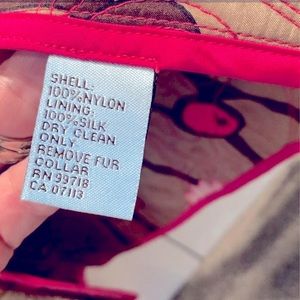 SHELL:
100%NYLON
LINING:
100%SILK
DRY CLEAN
ONLY
REMOVE FUR
COLLAR
RN 99718
CA 07113